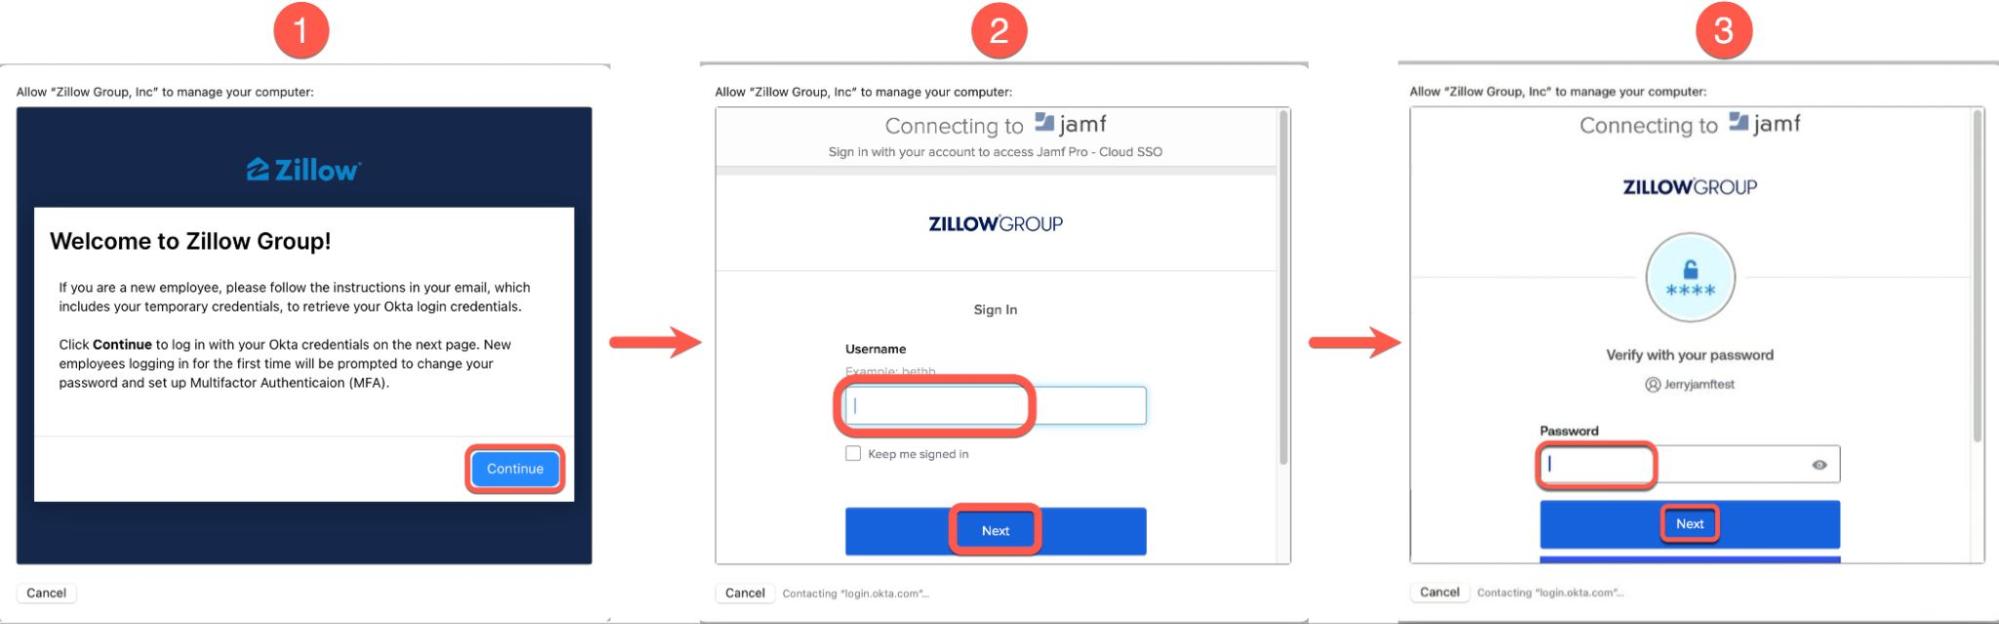 1
Allow "Zillow Group, Inc" to manage your computer:
Zillow
Welcome to Zillow Group!
If you are a new employee, please follow the instructions in your email, which
includes your temporary credentials, to retrieve your Okta login credentials.
Click Continue to log in with your Okta credentials on the next page. New
employees logging in for the first time will be prompted to change your
password and set up Multifactor Authenticaion (MFA).
Continue
Cancel
2
Allow "Zillow Group, Inc" to manage your computer:
Connecting to jamf
Sign in with your account to access Jamf Pro - Cloud SSO
ZILLOW GROUP
Sign In
Username
Example: bethb
Keep me signed in
Next
Cancel
Contacting "login.okta.com"...
3
Allow "Zillow Group, Inc" to manage your computer:
Connecting to jamf
ZILLOW GROUP
****
Verify with your password
Jerryjamftest
Password
Next
Cancel
Contacting "login.okta.com"...